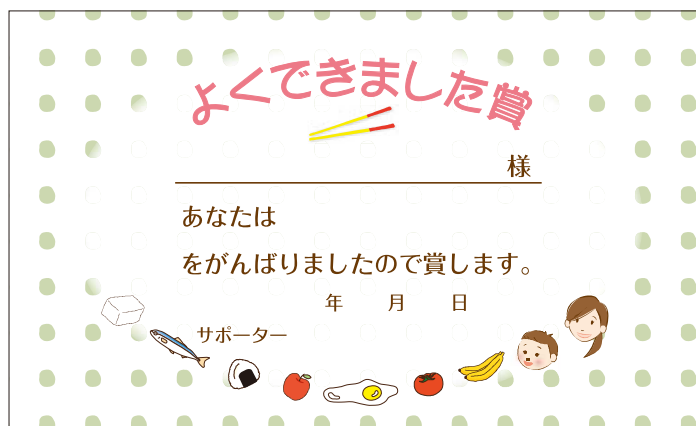 よくできました賞
様
あなたは
をがんばりましたので賞します。
年　月　日
サポーター